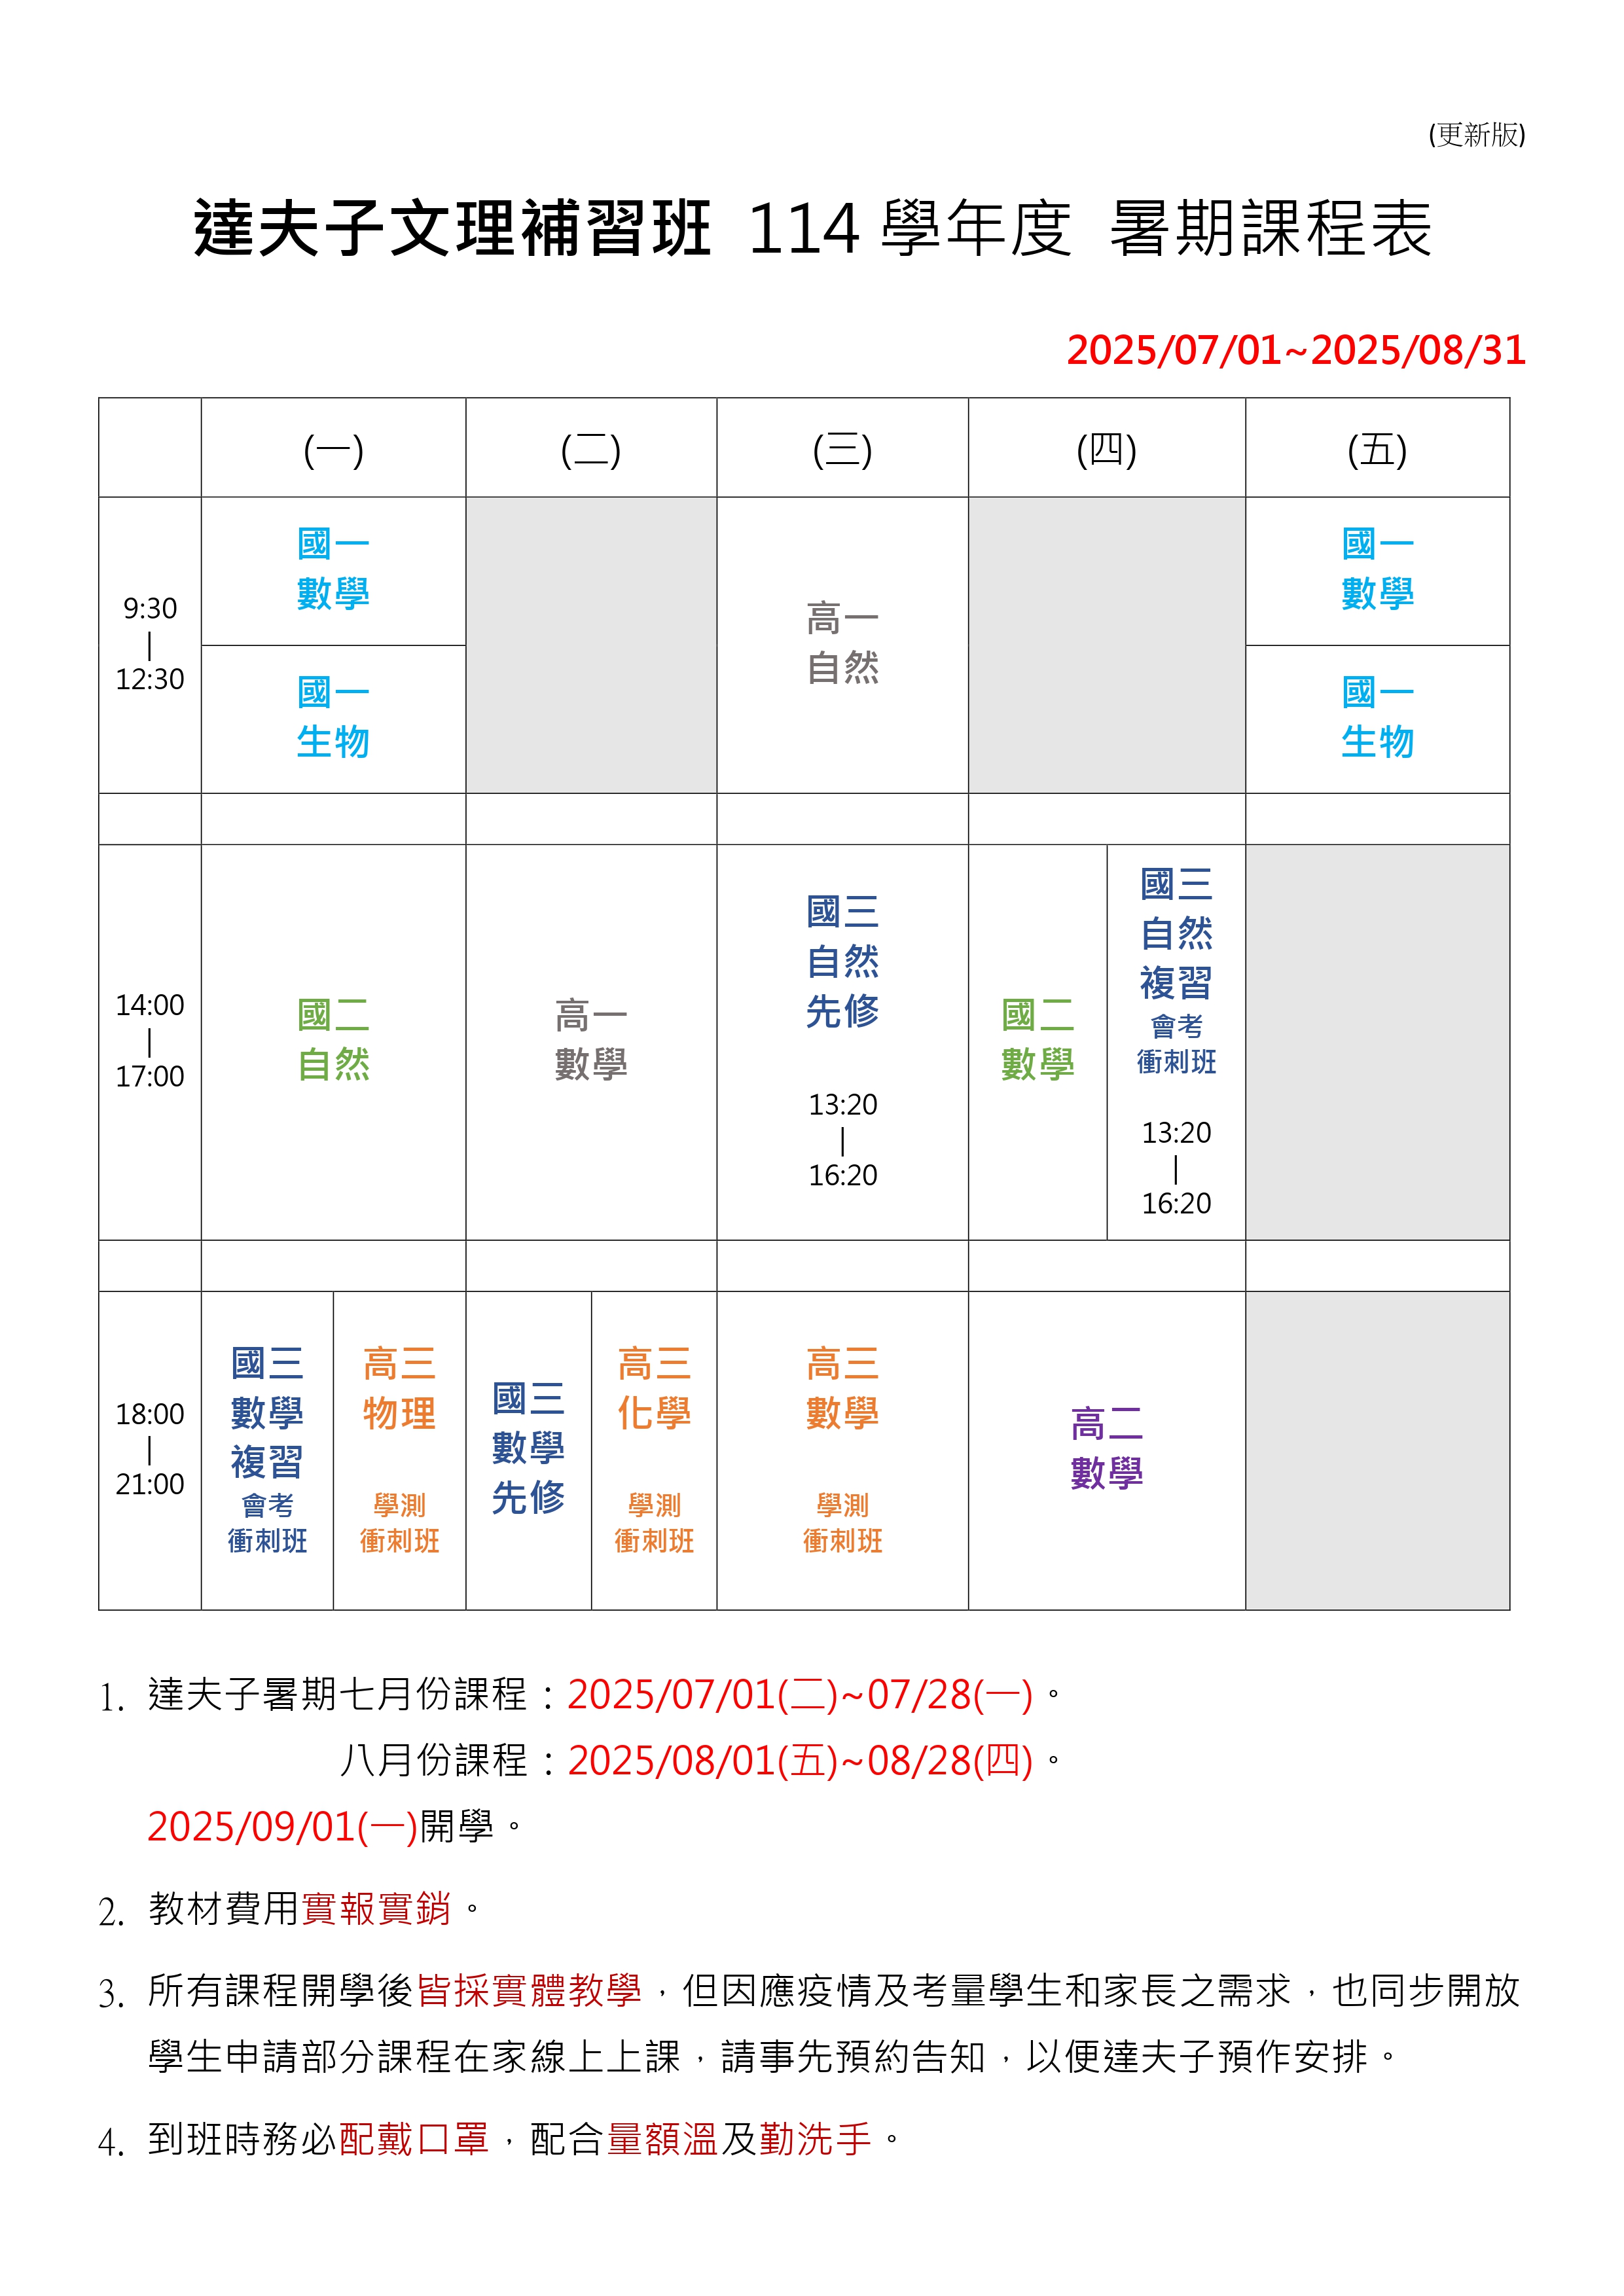 (更新版)
達夫子文理補習班 114 學年度 暑期課程表
2025/07/01~2025/08/31
(一) (二) (三) (四) (五)
9:30
|
12:30
國一
數學
國一
生物
高一
自然
國一
數學
國一
生物
14:00
|
17:00
國二
自然
高一
數學
國三
自然
先修
13:20
|
16:20
國二
數學
國三
自然
複習
會考
衝刺班
13:20
|
16:20
18:00
|
21:00
國三
數學
複習
會考
衝刺班
高三
物理
學測
衝刺班
國三
數學
先修
高三
化學
學測
衝刺班
高三
數學
學測
衝刺班
高二
數學
1. 達夫子暑期七月份課程：2025/07/01(二)~07/28(一)。
八月份課程：2025/08/01(五)~08/28(四)。
2025/09/01(一)開學。
2. 教材費用實報實銷。
3. 所有課程開學後皆採實體教學，但因應疫情及考量學生和家長之需求，也同步開放
學生申請部分課程在家線上上課，請事先預約告知，以便達夫子預作安排。
4. 到班時務必配戴口罩，配合量額溫及勤洗手。